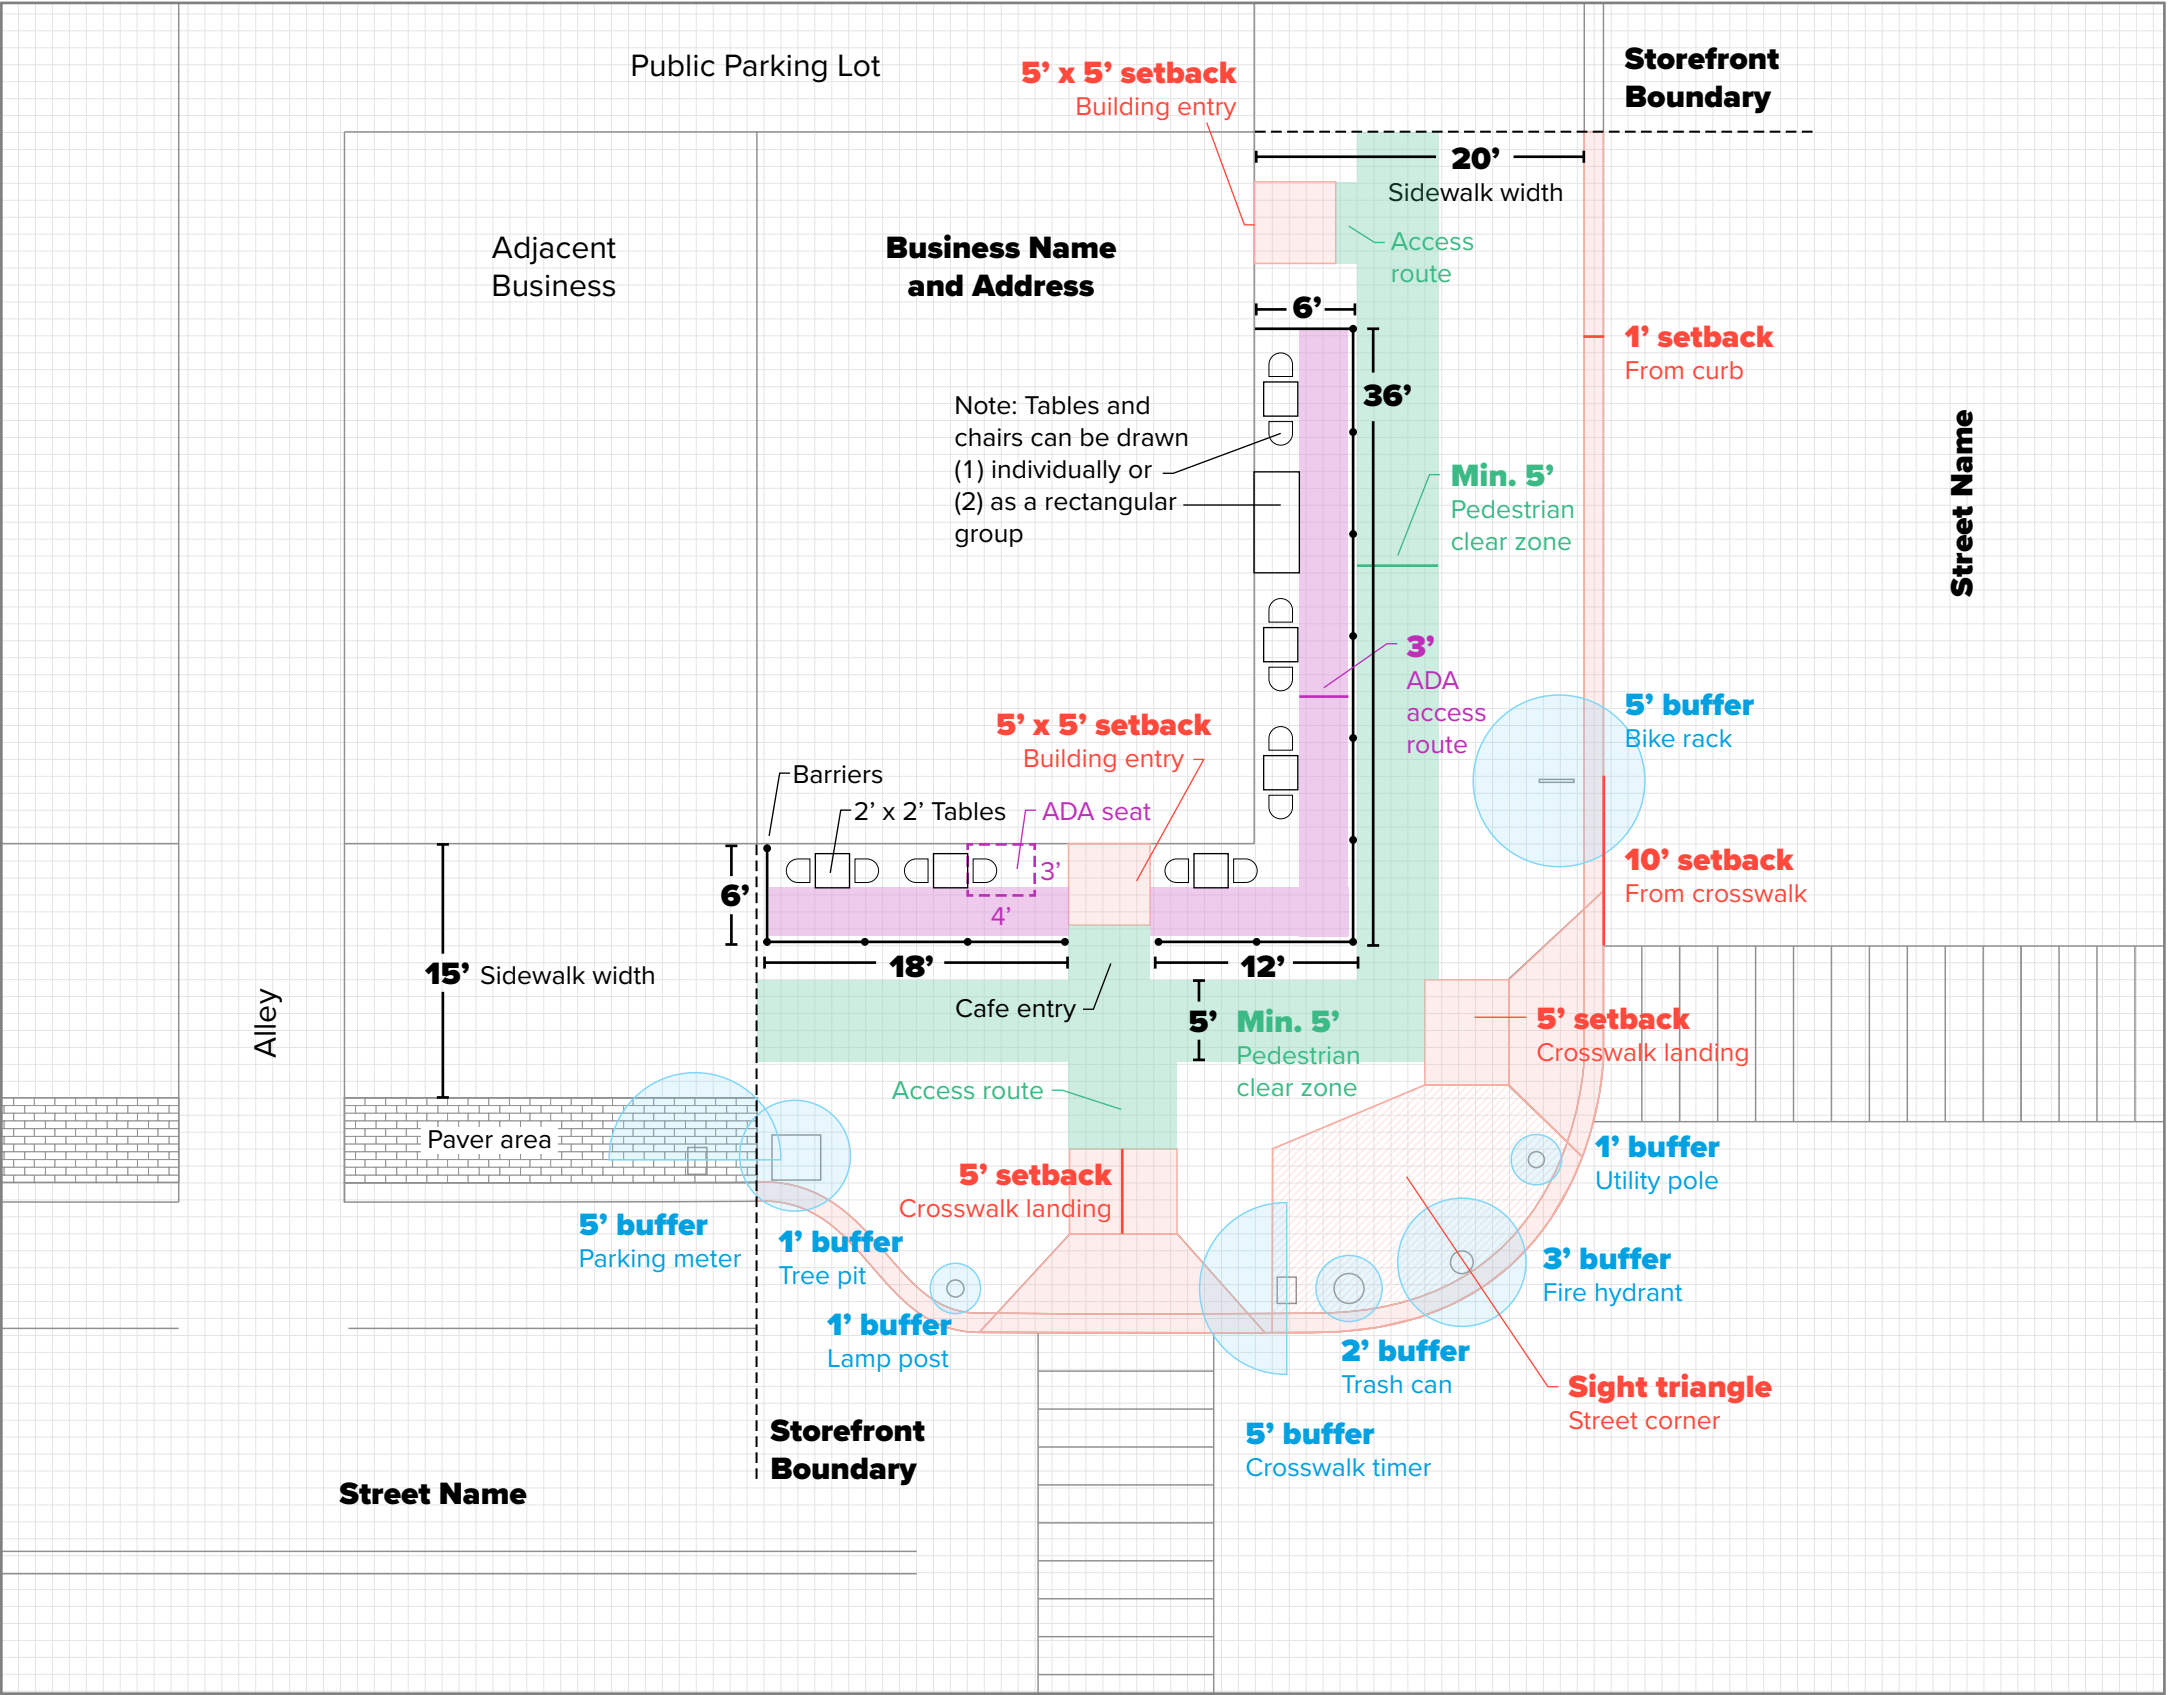 Public Parking Lot
5’ x 5’ setback
Building entry
Storefront
Boundary
20’
Sidewalk width
Adjacent
Business
Business Name
and Address
Access
route
6’
1’ setback
From curb
36’
Note: Tables and
chairs can be drawn
(1) individually or
(2) as a rectangular
group
Street Name
Min. 5’
Pedestrian
clear zone
3’
ADA
access
route
5’ x 5’ setback
Building entry
5’ buffer
Bike rack
Barriers
2’ x 2’ Tables
ADA seat
3’
4’
6’
10’ setback
From crosswalk
18’
12’
15’ Sidewalk width
Alley
Cafe entry
5’
Min. 5’
Pedestrian
clear zone
5’ setback
Crosswalk landing
Access route
Paver area
5’ setback
Crosswalk landing
1’ buffer
Utility pole
5’ buffer
Parking meter
1’ buffer
Tree pit
3’ buffer
Fire hydrant
1’ buffer
Lamp post
2’ buffer
Trash can
Sight triangle
Street corner
Storefront
Boundary
5’ buffer
Crosswalk timer
Street Name